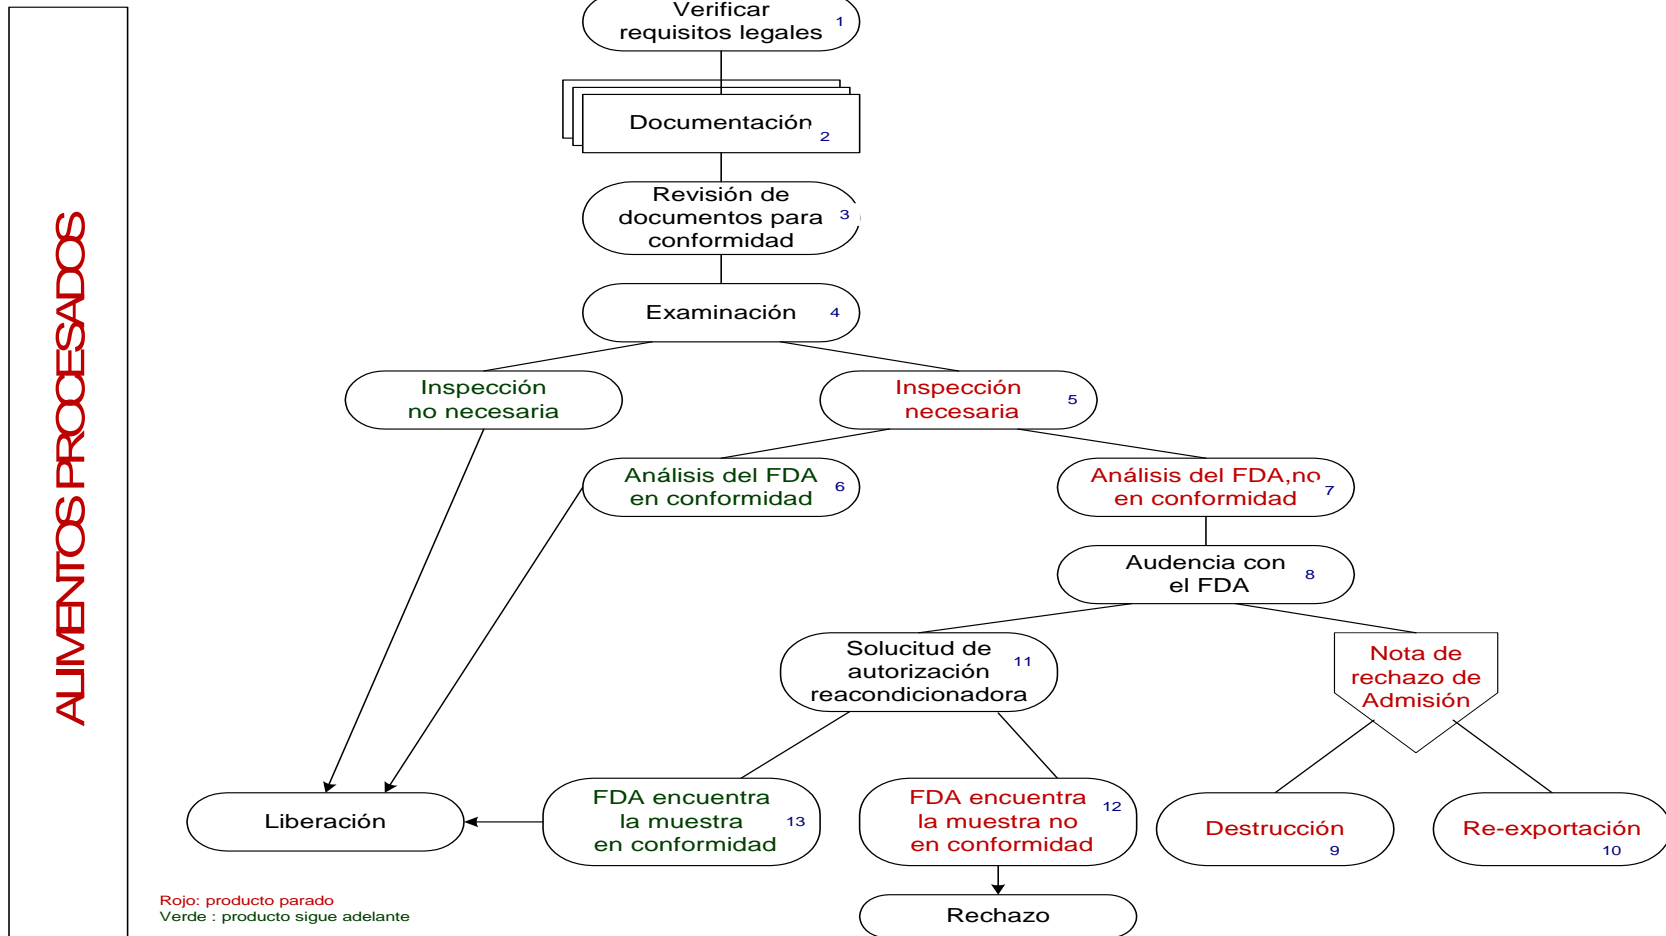 ALIMENTOS PROCESADOS
Verificar
requisitos legales 1
Documentación
2
Revisión de
documentos para 3
conformidad
Examinación 4
Inspección
no necesaria
Inspección
necesaria 5
Análisis del FDA
en conformidad 6
Análisis del FDA,no
en conformidad 7
Audencia con
el FDA 8
Solucitud de
autorización 11
reacondicionadora
Nota de
rechazo de
Admisión
Liberación
FDA encuentra
la muestra 13
en conformidad
FDA encuentra 12
la muestra no
en conformidad
Destrucción
9
Re-exportación
10
Rechazo
Rojo: producto parado
Verde : producto sigue adelante